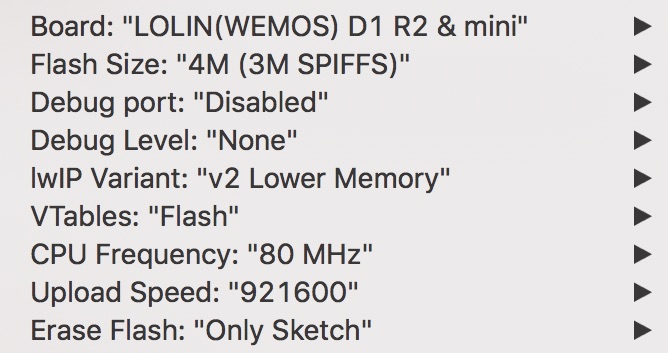 Board: "LOLIN(WEMOS) D1 R2 & mini"
Flash Size: "4M (3M SPIFFS)"
Debug port: "Disabled"
Debug Level: "None"
lwIP Variant: "v2 Lower Memory"
VTables: "Flash"
CPU Frequency: "80 MHz"
Upload Speed: "921600"
Erase Flash: "Only Sketch"